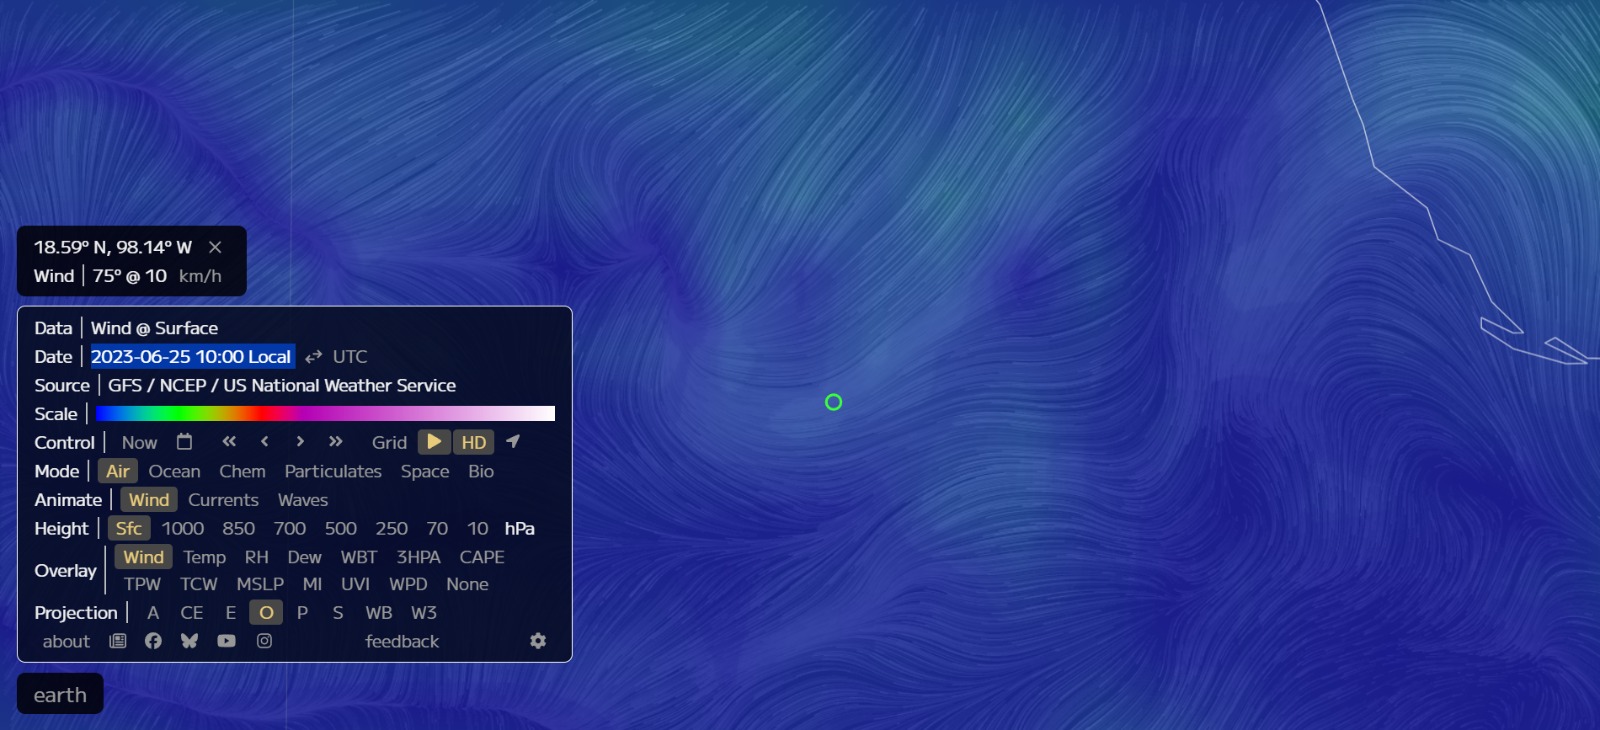 18.59° N, 98.14° W ×
Wind | 75° @ 10 km/h
Data | Wind @ Surface
Date | 2023-06-25 10:00 Local ⇄ UTC
Source | GFS / NCEP / US National Weather Service
Scale |
Control | Now « ‹ › » Grid ▶ HD
Mode | Air Ocean Chem Particulates Space Bio
Animate | Wind Currents Waves
Height | Sfc 1000 850 700 500 250 70 10 hPa
Overlay | Wind Temp RH Dew WBT 3HPA CAPE
TPW TCW MSLP MI UVI WPD None
Projection | A CE E O P S WB W3
about feedback
earth